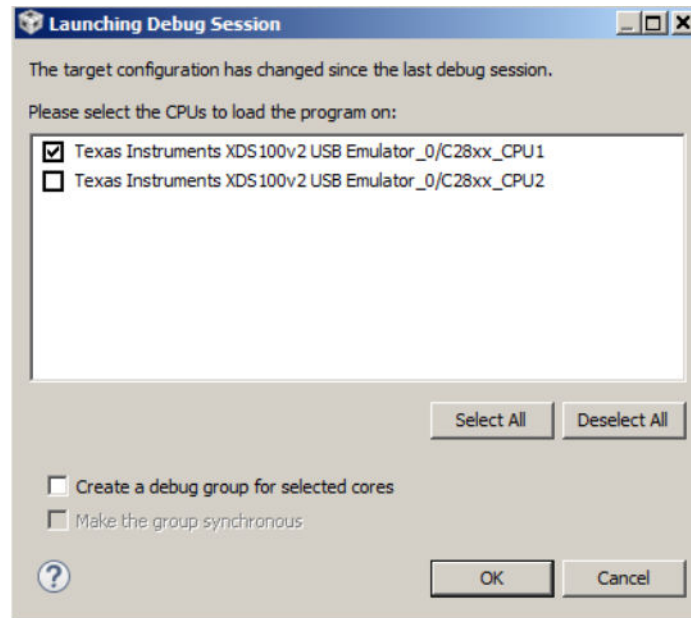 Launching Debug Session
The target configuration has changed since the last debug session.
Please select the CPUs to load the program on:
Texas Instruments XDS100v2 USB Emulator_0/C28xx_CPU1
Texas Instruments XDS100v2 USB Emulator_0/C28xx_CPU2
Select All
Deselect All
Create a debug group for selected cores
Make the group synchronous
?
OK
Cancel